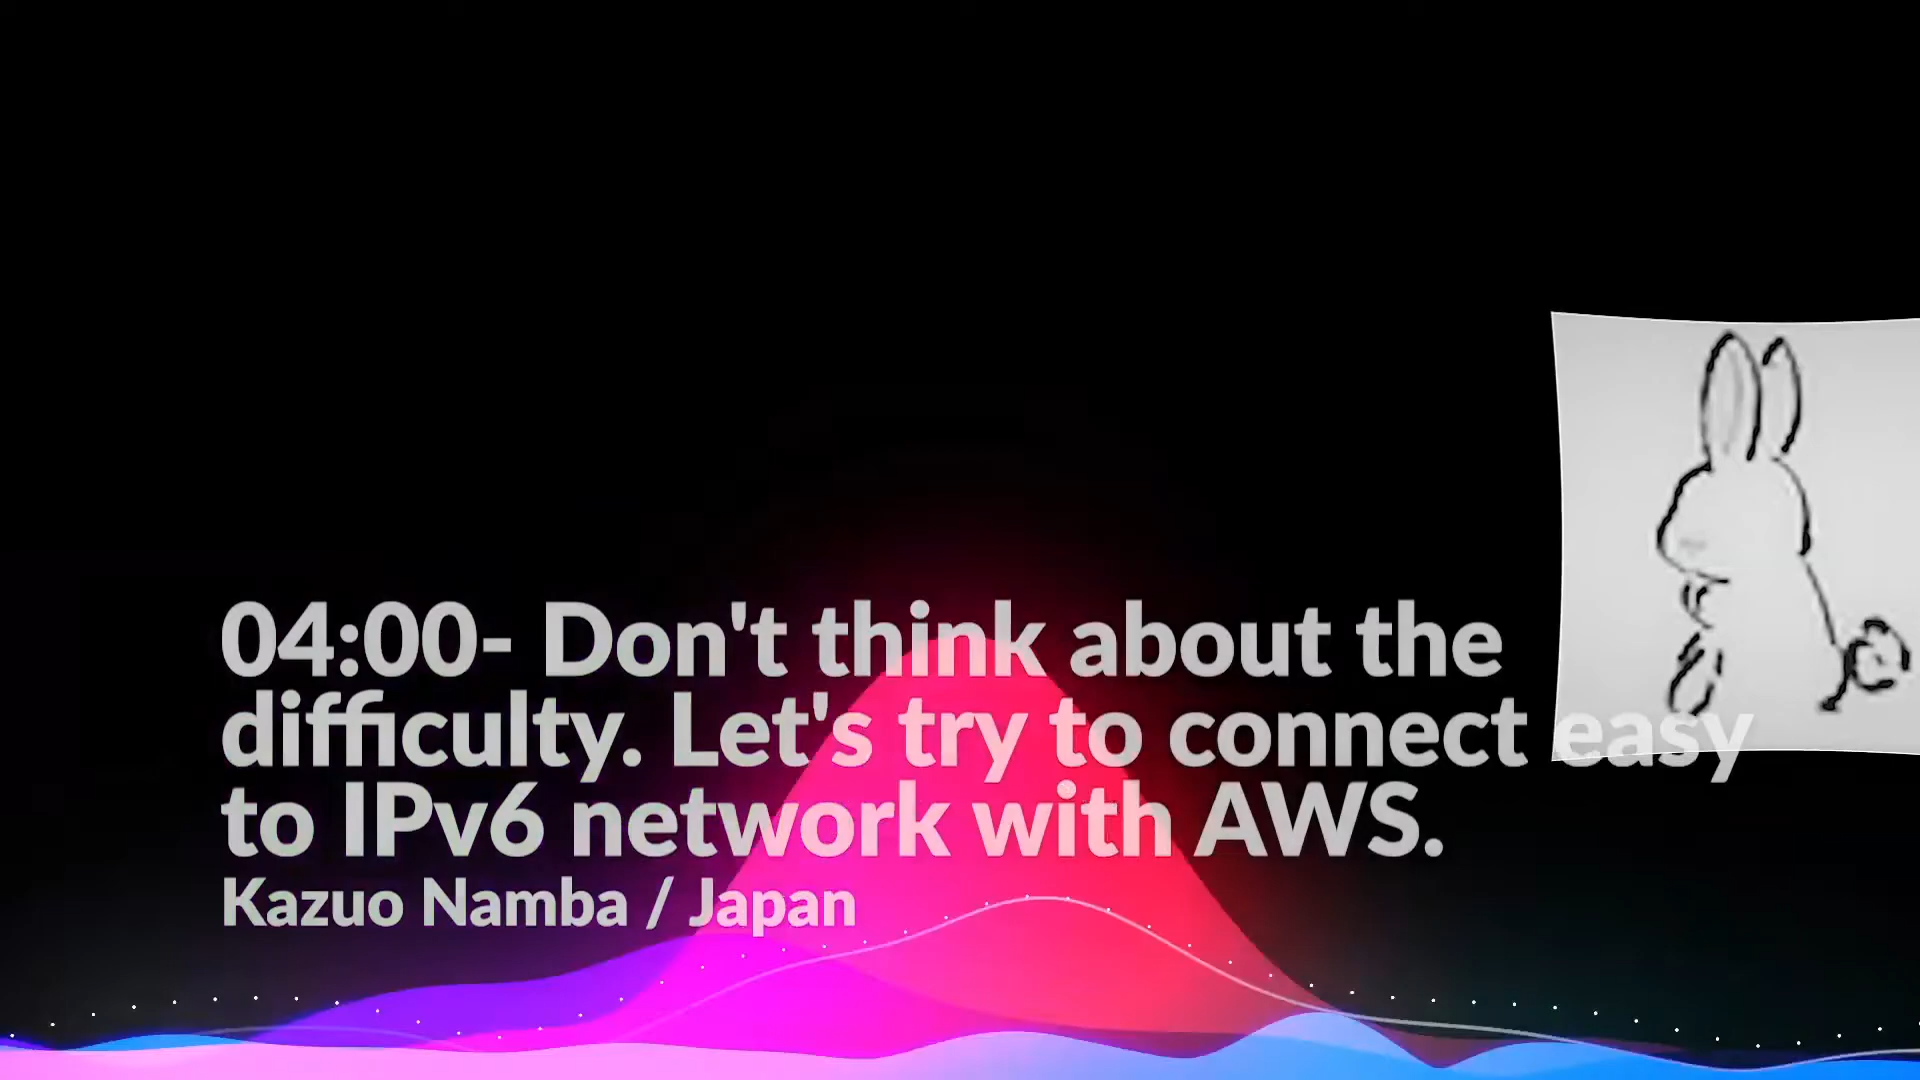 04:00- Don't think about the
difficulty. Let's try to connect easy
to IPv6 network with AWS.
Kazuo Namba / Japan